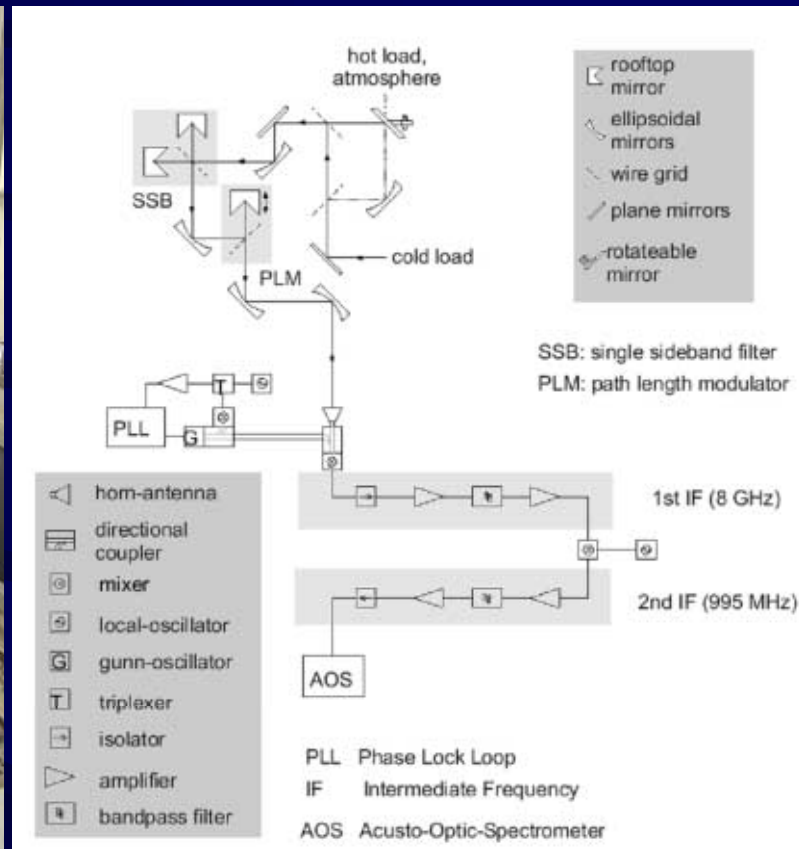 hot load,
atmosphere
SSB
PLM
cold load
rooftop
mirror
ellipsoidal
mirrors
wire grid
plane mirrors
rotateable
mirror
SSB: single sideband filter
PLM: path length modulator
T
PLL
G
1st IF (8 GHz)
2nd IF (995 MHz)
AOS
horn-antenna
directional
coupler
mixer
local-oscillator
G gunn-oscillator
T triplexer
isolator
amplifier
bandpass filter
PLL Phase Lock Loop
IF Intermediate Frequency
AOS Acusto-Optic-Spectrometer